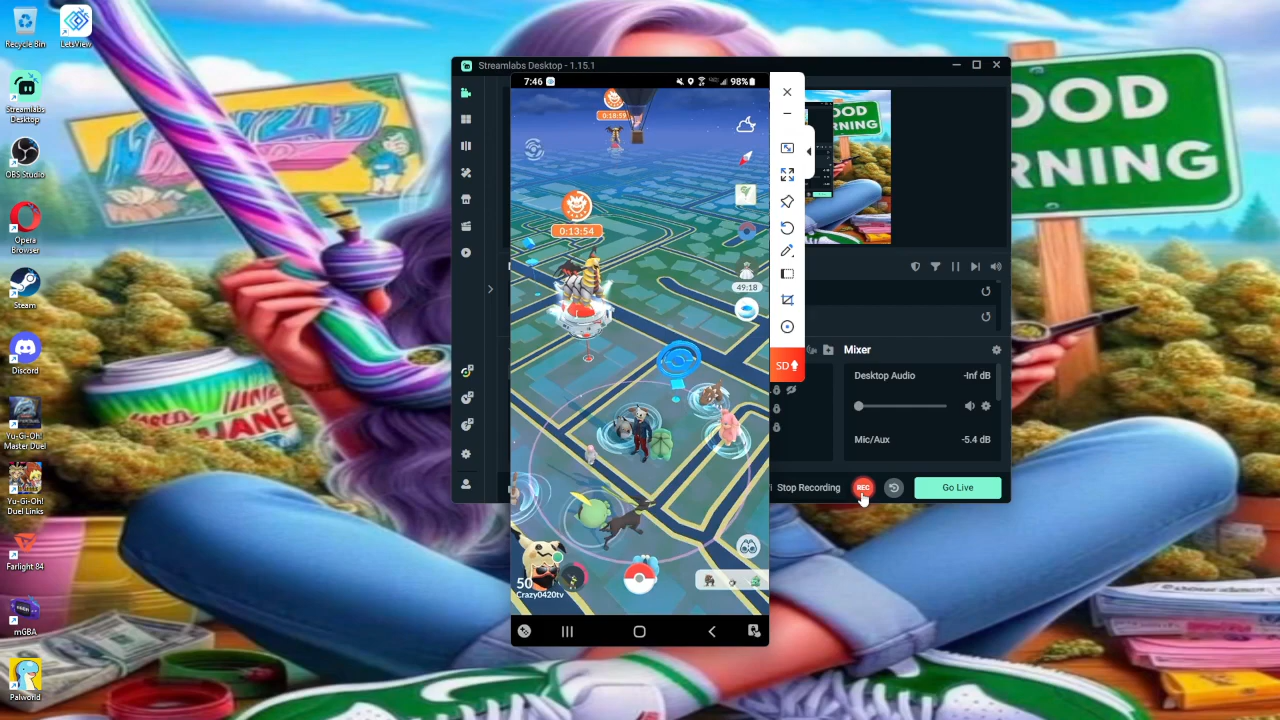 Recycle Bin
LetsView
Streamlabs
Desktop
OBS Studio
Opera
Browser
Steam
Discord
Yu-Gi-Oh!
Master Duel
Yu-Gi-Oh!
Duel Links
Farlight 84
mGBA
Palworld
OOD
RNING
Streamlabs Desktop - 1.15.1
7:46
98%
0:18:59
0:13:54
49:18
50
Crazy0420tv
SD
OOD
RNING
Mixer
Desktop Audio
-Inf dB
Mic/Aux
-5.4 dB
Stop Recording
REC
Go Live